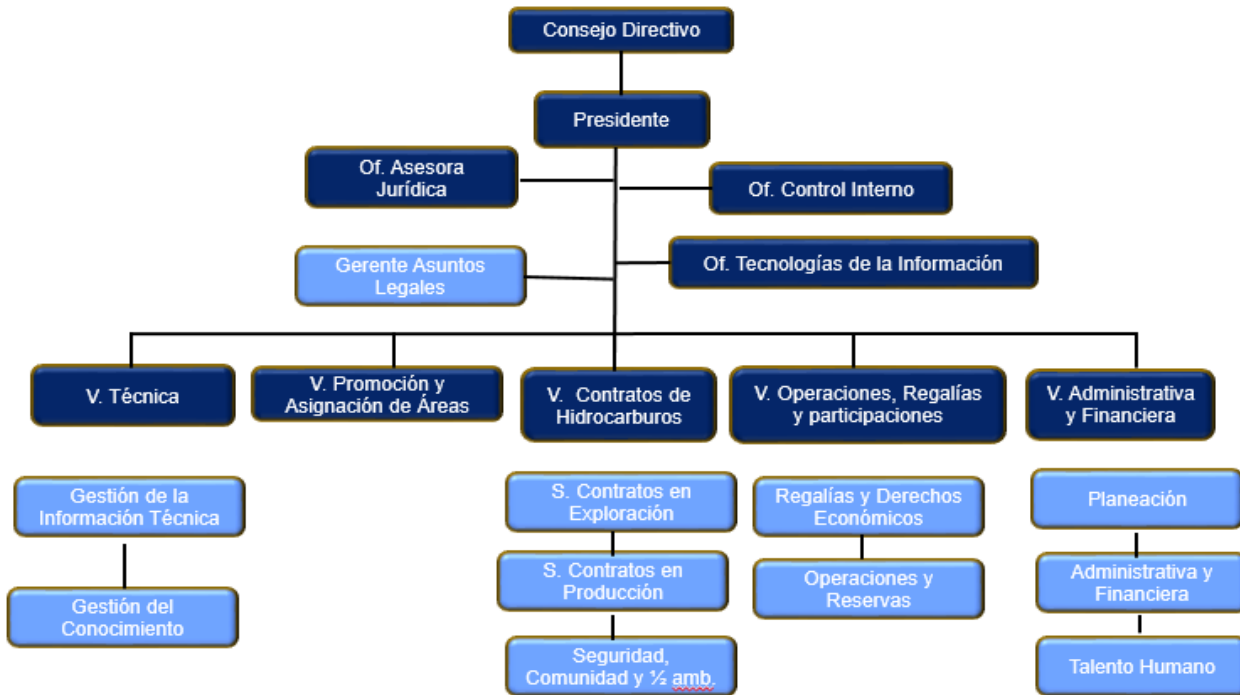 Consejo Directivo
Presidente
Of. Asesora
Jurídica
Of. Control Interno
Gerente Asuntos
Legales
Of. Tecnologías de la Información
V. Técnica
V. Promoción y
Asignación de Áreas
V. Contratos de
Hidrocarburos
V. Operaciones, Regalías
y participaciones
V. Administrativa
y Financiera
Gestión de la
Información Técnica
S. Contratos en
Exploración
Regalías y Derechos
Económicos
Planeación
Gestión del
Conocimiento
S. Contratos en
Producción
Operaciones y
Reservas
Administrativa y
Financiera
Seguridad,
Comunidad y ½ amb.
Talento Humano